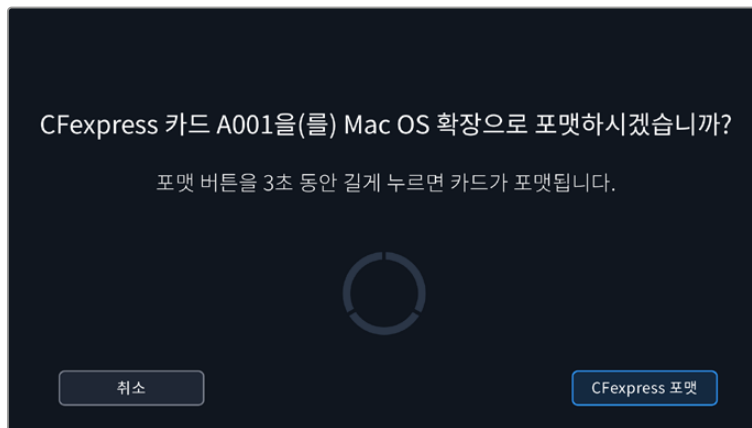 CFexpress 카드 A001을(를) Mac OS 확장으로 포맷하시겠습니까?
포맷 버튼을 3초 동안 길게 누르면 카드가 포맷됩니다.
취소
CFexpress 포맷